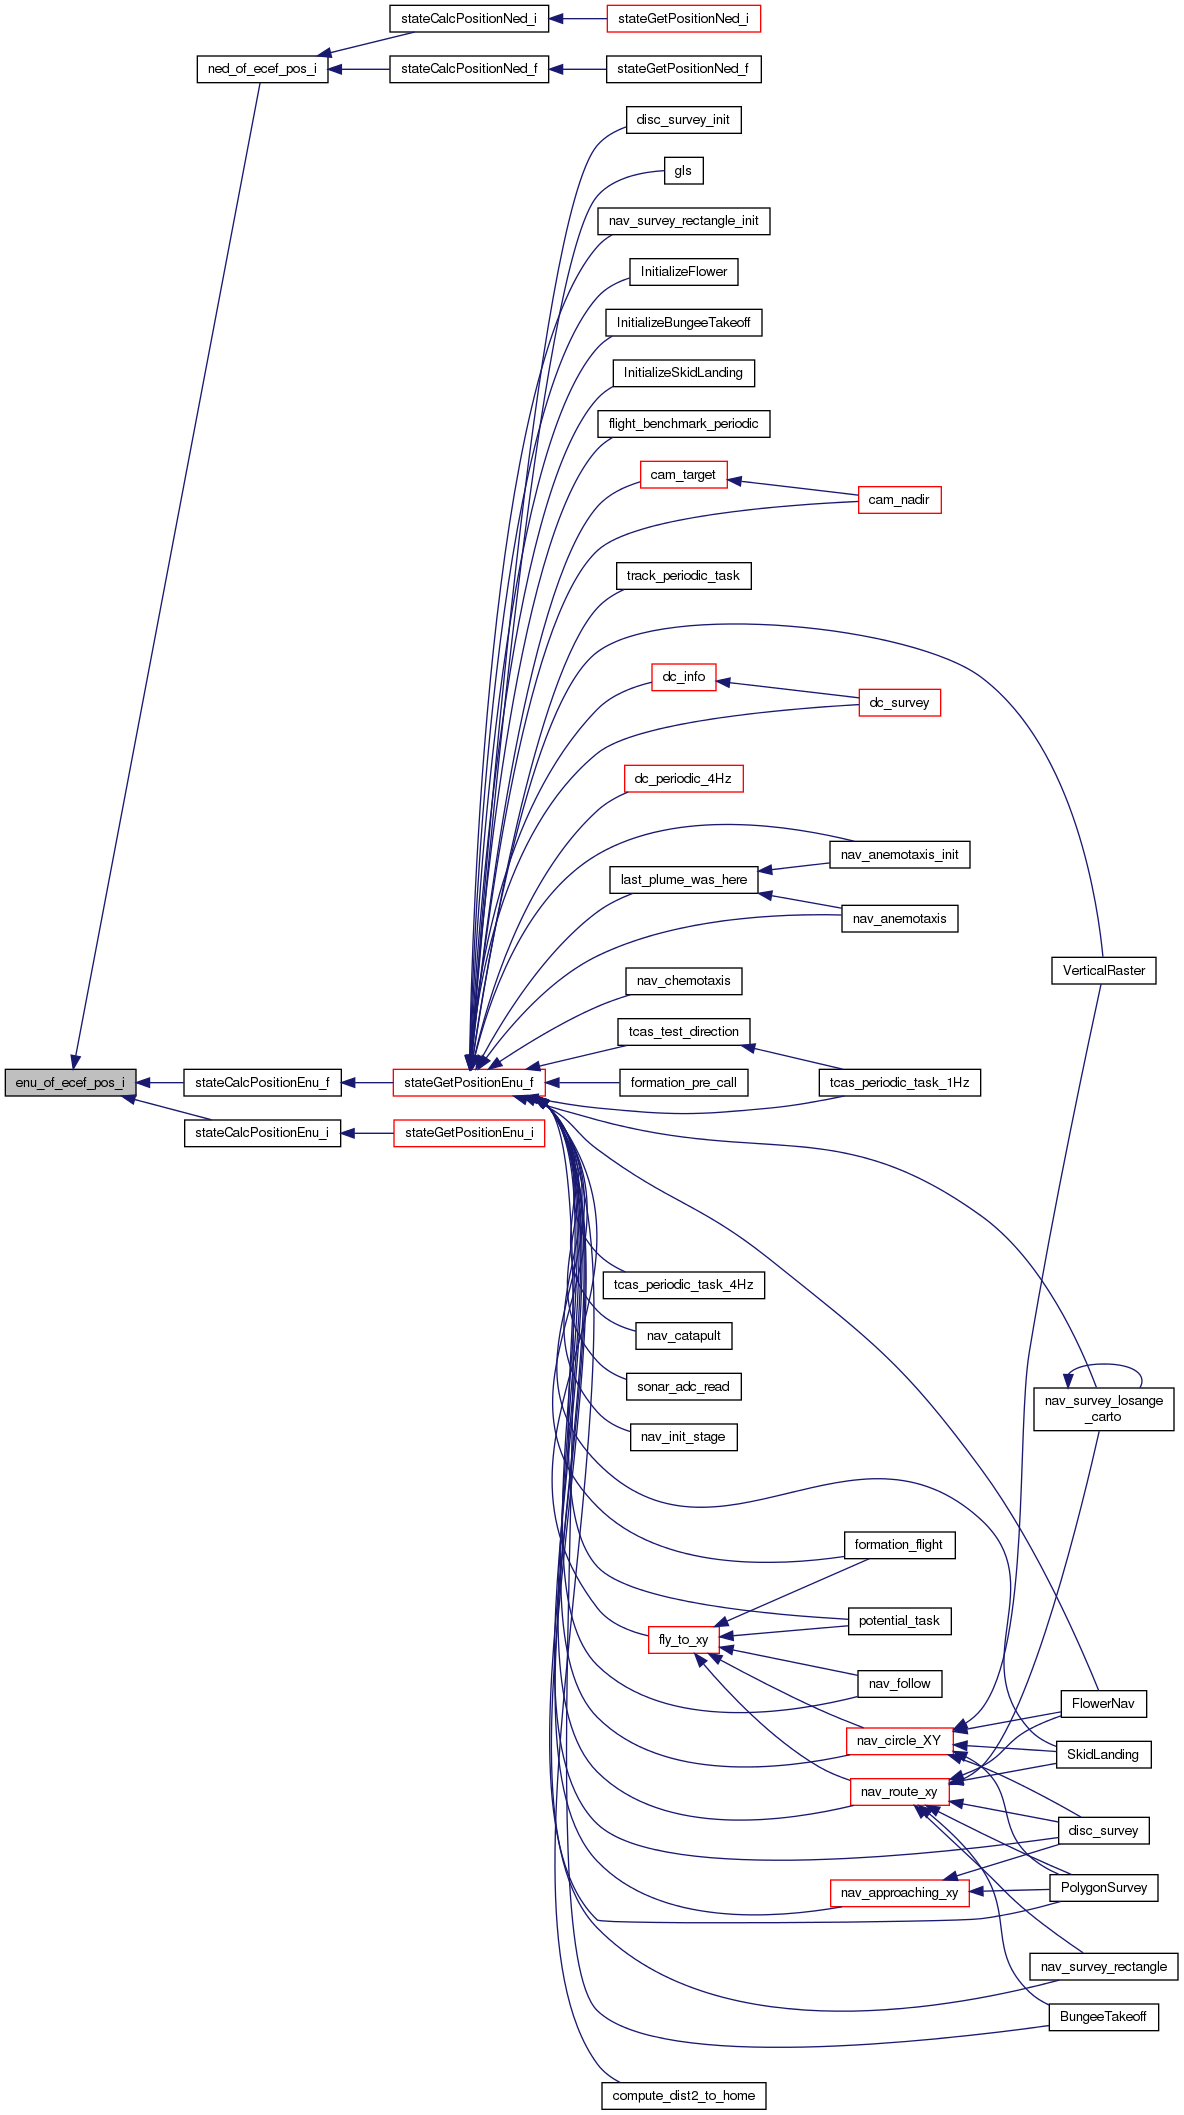 stateCalcPositionNed_i
stateGetPositionNed_i
ned_of_ecef_pos_i
stateCalcPositionNed_f
stateGetPositionNed_f
disc_survey_init
gls
nav_survey_rectangle_init
InitializeFlower
InitializeBungeeTakeoff
InitializeSkidLanding
flight_benchmark_periodic
cam_target
cam_nadir
track_periodic_task
dc_info
dc_survey
dc_periodic_4Hz
nav_anemotaxis_init
last_plume_was_here
nav_anemotaxis
VerticalRaster
nav_chemotaxis
tcas_test_direction
enu_of_ecef_pos_i
stateCalcPositionEnu_f
stateGetPositionEnu_f
formation_pre_call
tcas_periodic_task_1Hz
stateCalcPositionEnu_i
stateGetPositionEnu_i
tcas_periodic_task_4Hz
nav_catapult
sonar_adc_read
nav_survey_losange
_carto
nav_init_stage
formation_flight
potential_task
fly_to_xy
nav_follow
FlowerNav
nav_circle_XY
SkidLanding
nav_route_xy
disc_survey
PolygonSurvey
nav_approaching_xy
nav_survey_rectangle
BungeeTakeoff
compute_dist2_to_home